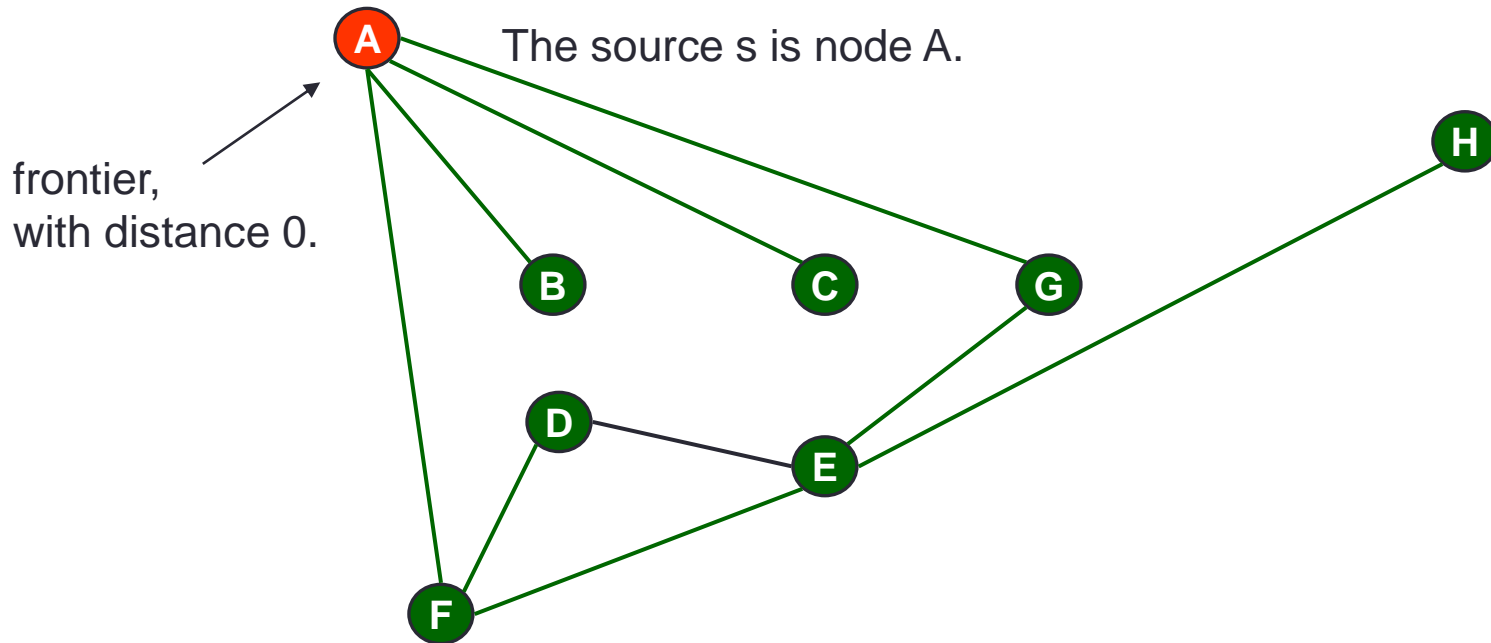 A
The source s is node A.
H
frontier,
with distance 0.
B
C
G
D
E
F